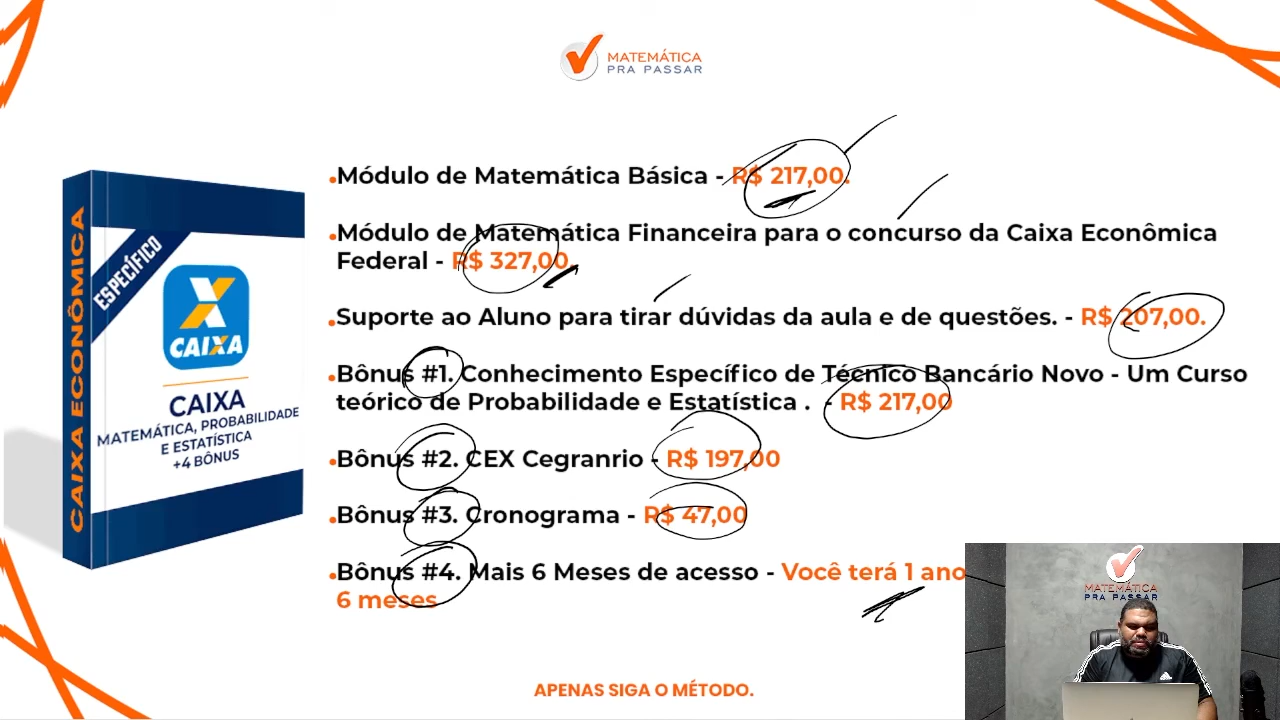 MATEMÁTICA
PRA PASSAR
•Módulo de Matemática Básica - R$ 217,00.
•Módulo de Matemática Financeira para o concurso da Caixa Econômica
Federal - R$ 327,00.
•Suporte ao Aluno para tirar dúvidas da aula e de questões. - R$ 207,00.
•Bônus #1. Conhecimento Específico de Técnico Bancário Novo - Um Curso
teórico de Probabilidade e Estatística . - R$ 217,00
•Bônus #2. CEX Cegranrio - R$ 197,00
•Bônus #3. Cronograma - R$ 47,00
•Bônus #4. Mais 6 Meses de acesso - Você terá 1 ano
6 meses
CAIXA ECONÔMICA
ESPECÍFICO
CAIXA
CAIXA
MATEMÁTICA, PROBABILIDADE
E ESTATÍSTICA
+4 BÔNUS
MATEMÁTICA
PRA PASSAR
APENAS SIGA O MÉTODO.